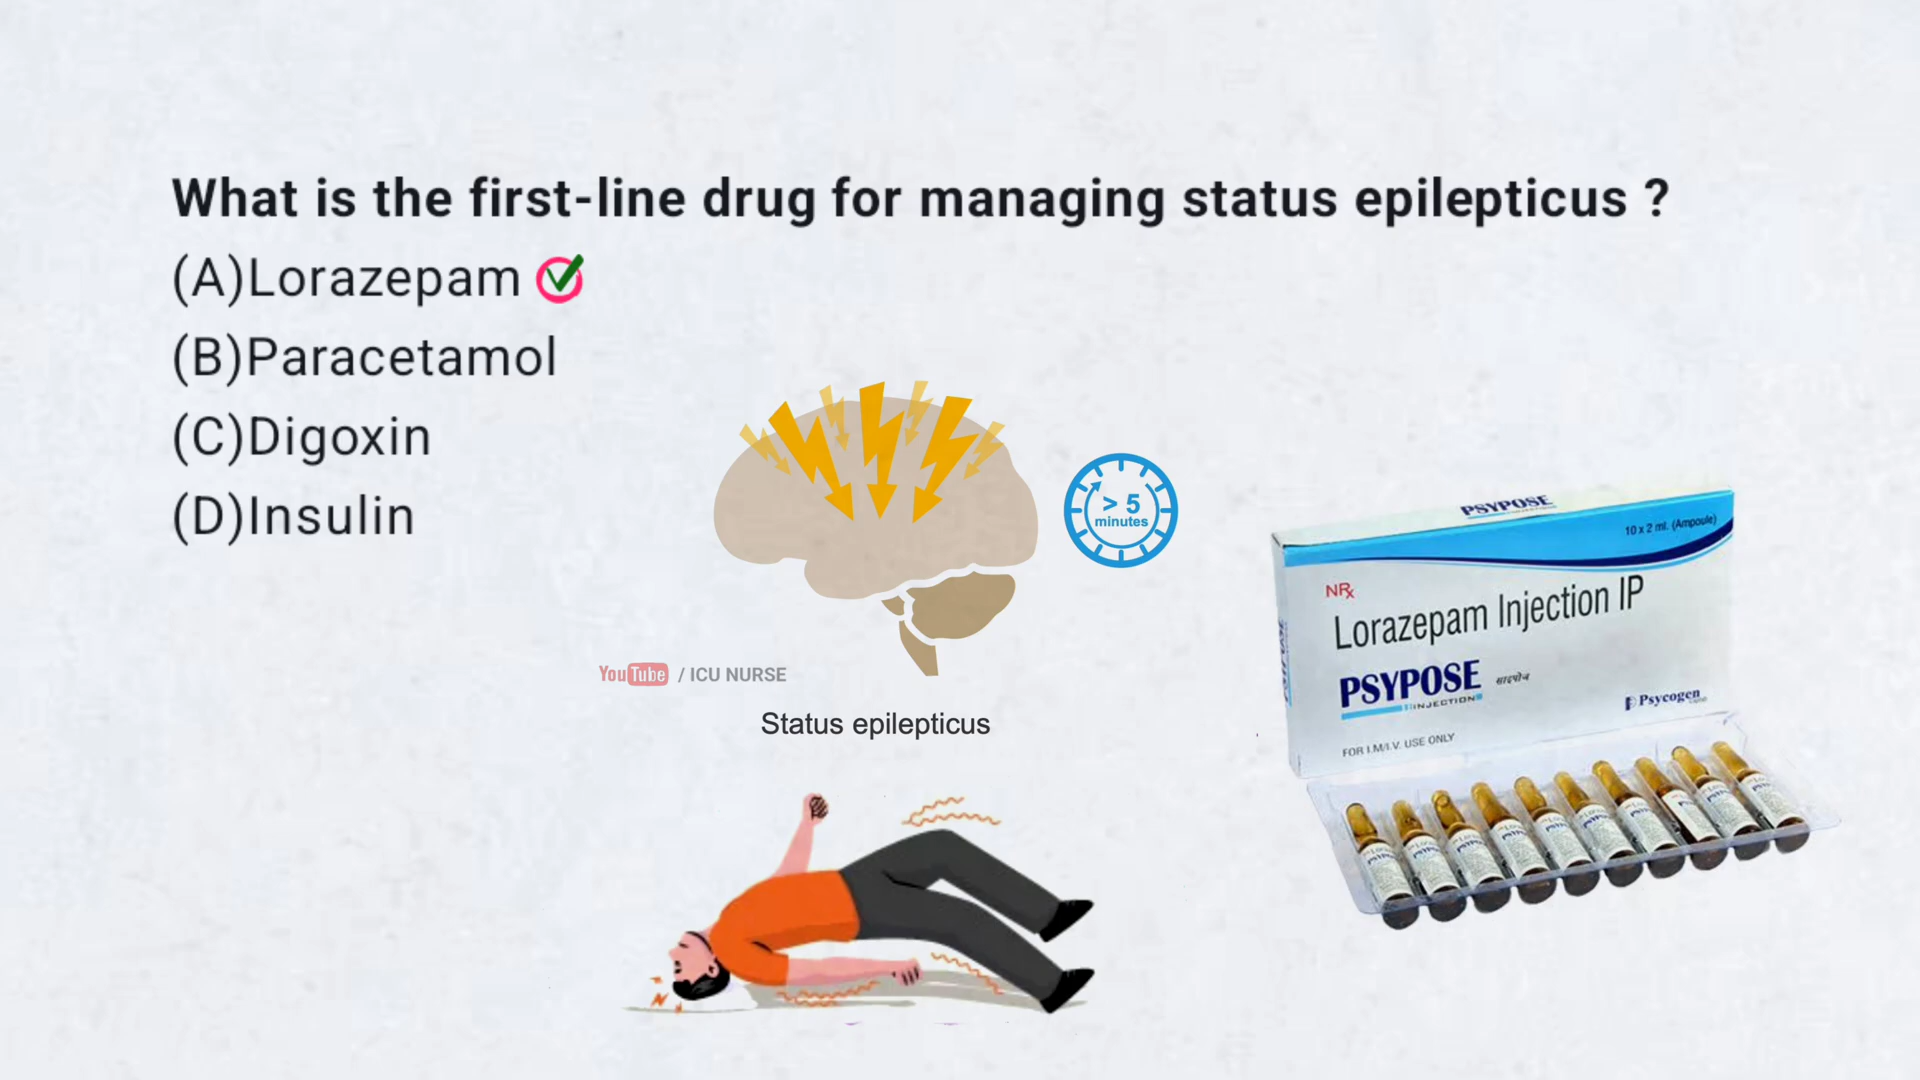 What is the first-line drug for managing status epilepticus ?
(A)Lorazepam
(B)Paracetamol
(C)Digoxin
(D)Insulin
> 5
minutes
YouTube / ICU NURSE
Status epilepticus
PSYPOSE
10 x 2 ml. (Ampoule)
NRx
Lorazepam Injection IP
PSYPOSE
INJECTION
Psycogen
FOR I.M/I.V. USE ONLY